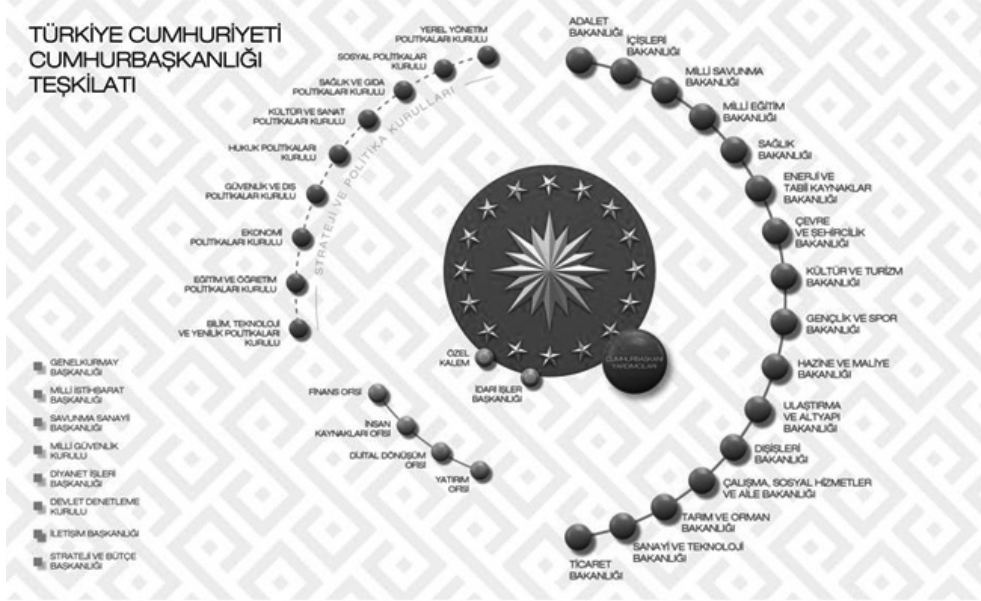 TÜRKİYE CUMHURİYETİ
CUMHURBAŞKANLIĞI
TEŞKİLATI
YEREL YÖNETİM
POLİTİKALARI KURULU
SOSYAL POLİTİKALAR
KURULU
SAĞLIK VE GIDA
POLİTİKALARI KURULU
KÜLTÜR VE SANAT
POLİTİKALARI KURULU
HUKUK POLİTİKALARI
KURULU
GÜVENLİK VE DIŞ
POLİTİKALARI KURULU
EKONOMİ
POLİTİKALARI KURULU
EĞİTİM VE ÖĞRETİM
POLİTİKALARI KURULU
BİLİM, TEKNOLOJİ
VE YENİLİK POLİTİKALARI
KURULU
STRATEJİ VE POLİTİKA KURULLARI
GENELKURMAY
BAŞKANLIĞI
MİLLİ İSTİHBARAT
BAŞKANLIĞI
SAVUNMA SANAYİİ
BAŞKANLIĞI
MİLLİ GÜVENLİK
KURULU
DİYANET İŞLERİ
BAŞKANLIĞI
DEVLET DENETLEME
KURULU
İLETİŞİM BAŞKANLIĞI
STRATEJİ VE BÜTÇE
BAŞKANLIĞI
ÖZEL
KALEM
İDARİ İŞLER
BAŞKANLIĞI
CUMHURBAŞKANI
YARDIMCILARI
FİNANS OFİSİ
İNSAN
KAYNAKLARI OFİSİ
DİJİTAL DÖNÜŞÜM
OFİSİ
YATIRIM
OFİSİ
ADALET
BAKANLIĞI
İÇİŞLERİ
BAKANLIĞI
MİLLİ SAVUNMA
BAKANLIĞI
MİLLİ EĞİTİM
BAKANLIĞI
SAĞLIK
BAKANLIĞI
ENERJİ VE
TABİİ KAYNAKLAR
BAKANLIĞI
ÇEVRE
VE ŞEHİRCİLİK
BAKANLIĞI
KÜLTÜR VE TURİZM
BAKANLIĞI
GENÇLİK VE SPOR
BAKANLIĞI
HAZİNE VE MALİYE
BAKANLIĞI
ULAŞTIRMA
VE ALTYAPI
BAKANLIĞI
DIŞİŞLERİ
BAKANLIĞI
ÇALIŞMA, SOSYAL HİZMETLER
VE AİLE BAKANLIĞI
TARIM VE ORMAN
BAKANLIĞI
SANAYİ VE TEKNOLOJİ
BAKANLIĞI
TİCARET
BAKANLIĞI